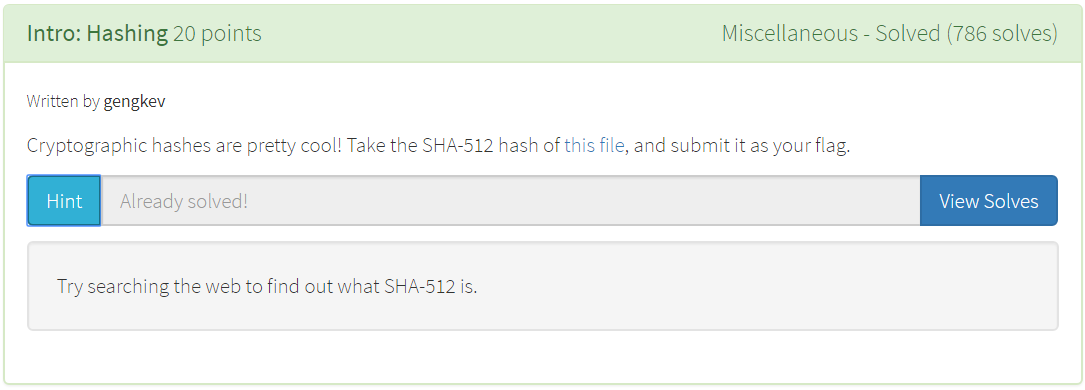 Intro: Hashing 20 points
Miscellaneous - Solved (786 solves)
Written by gengkev
Cryptographic hashes are pretty cool! Take the SHA-512 hash of this file, and submit it as your flag.
Hint
Already solved!
View Solves
Try searching the web to find out what SHA-512 is.